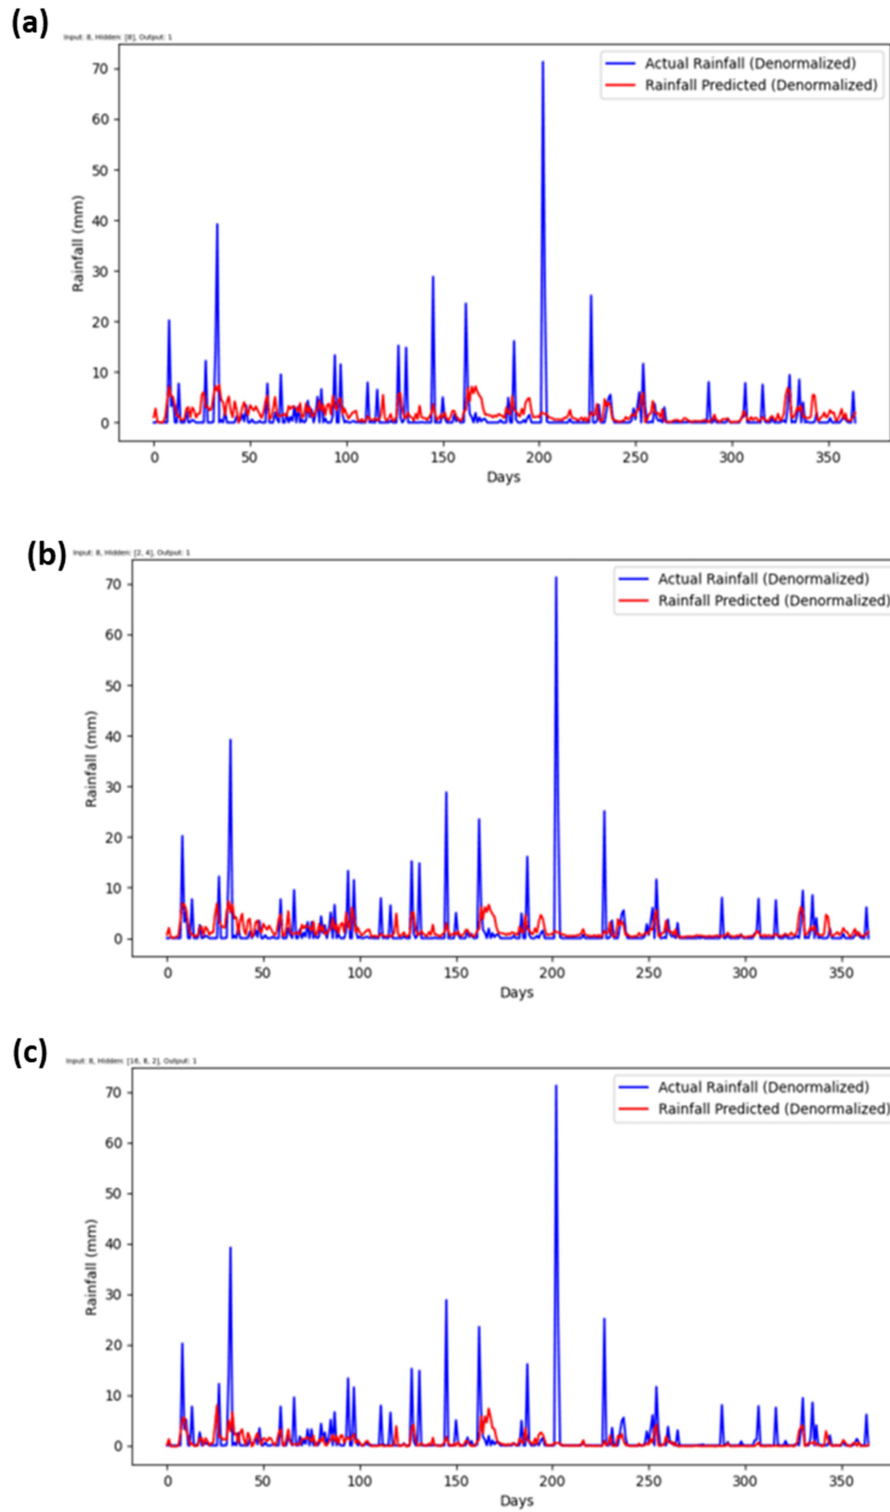 (a)
Input: 8, Hidden: [8], Output: 1
Actual Rainfall (Denormalized)
Rainfall Predicted (Denormalized)
70
60
50
40
30
20
10
0
Rainfall (mm)
0 50 100 150 200 250 300 350
Days
(b)
Input: 8, Hidden: [2, 4], Output: 1
Actual Rainfall (Denormalized)
Rainfall Predicted (Denormalized)
70
60
50
40
30
20
10
0
Rainfall (mm)
0 50 100 150 200 250 300 350
Days
(c)
Input: 8, Hidden: [16, 8, 2], Output: 1
Actual Rainfall (Denormalized)
Rainfall Predicted (Denormalized)
70
60
50
40
30
20
10
0
Rainfall (mm)
0 50 100 150 200 250 300 350
Days